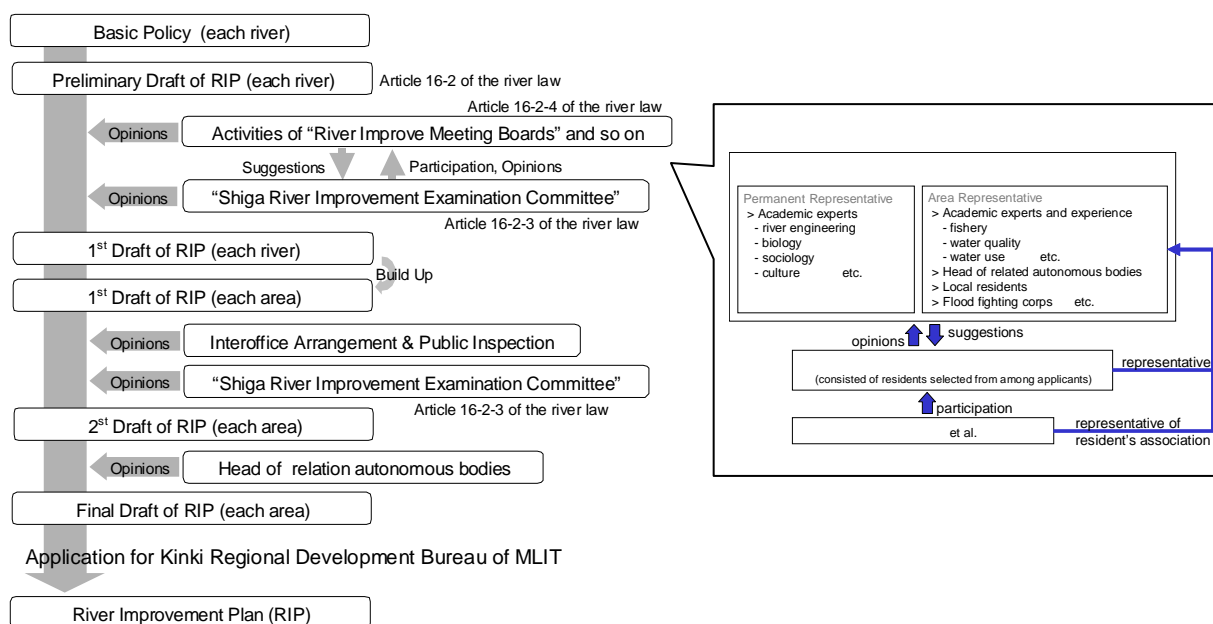 Basic Policy (each river)
Preliminary Draft of RIP (each river)
Article 16-2 of the river law
Article 16-2-4 of the river law
Opinions
Activities of “River Improve Meeting Boards” and so on
Suggestions
Participation, Opinions
Opinions
“Shiga River Improvement Examination Committee”
Article 16-2-3 of the river law
1st Draft of RIP (each river)
Build Up
1st Draft of RIP (each area)
Opinions
Interoffice Arrangement & Public Inspection
Opinions
“Shiga River Improvement Examination Committee”
Article 16-2-3 of the river law
2st Draft of RIP (each area)
Opinions
Head of relation autonomous bodies
Final Draft of RIP (each area)
Application for Kinki Regional Development Bureau of MLIT
River Improvement Plan (RIP)
Permanent Representative
> Academic experts
- river engineering
- biology
- sociology
- culture etc.
Area Representative
> Academic experts and experience
- fishery
- water quality
- water use etc.
> Head of related autonomous bodies
> Local residents
> Flood fighting corps etc.
opinions
suggestions
(consisted of residents selected from among applicants)
representative
participation
et al.
representative of
resident’s association